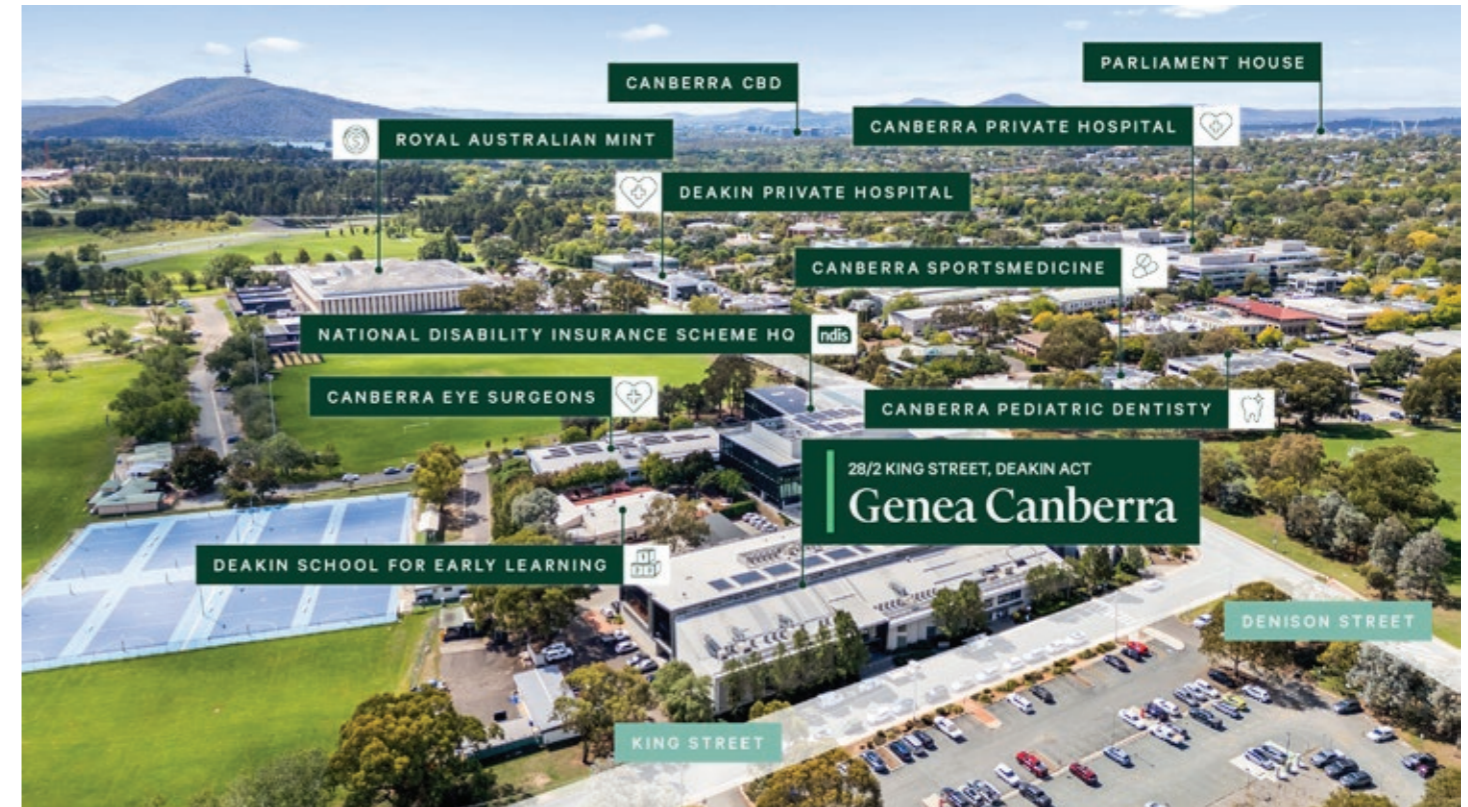 CANBERRA CBD
PARLIAMENT HOUSE
ROYAL AUSTRALIAN MINT
CANBERRA PRIVATE HOSPITAL
DEAKIN PRIVATE HOSPITAL
CANBERRA SPORTSMEDICINE
NATIONAL DISABILITY INSURANCE SCHEME HQ
ndis
CANBERRA EYE SURGEONS
CANBERRA PEDIATRIC DENTISTY
28/2 KING STREET, DEAKIN ACT
Genea Canberra
DEAKIN SCHOOL FOR EARLY LEARNING
DENISON STREET
KING STREET